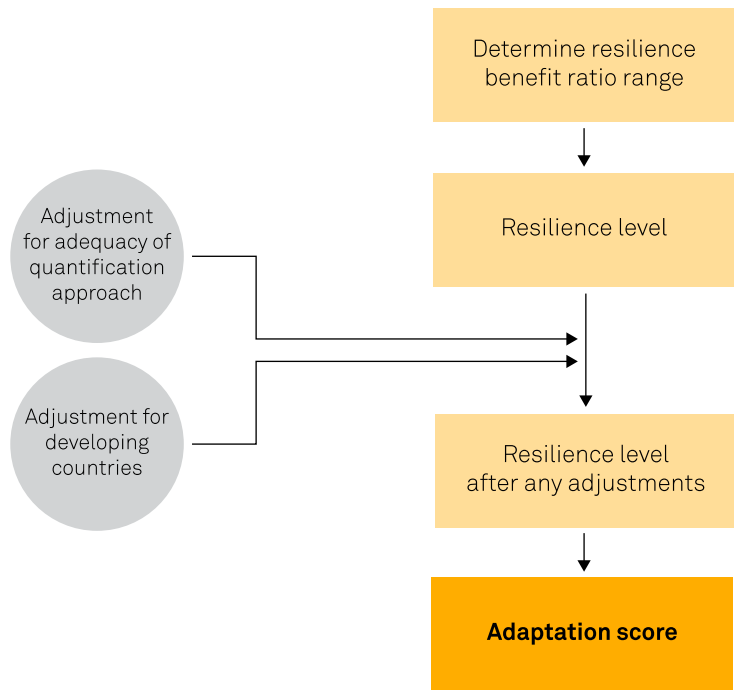 Determine resilience
benefit ratio range
Resilience level
Adjustment
for adequacy of
quantification
approach
Adjustment for
developing
countries
Resilience level
after any adjustments
Adaptation score